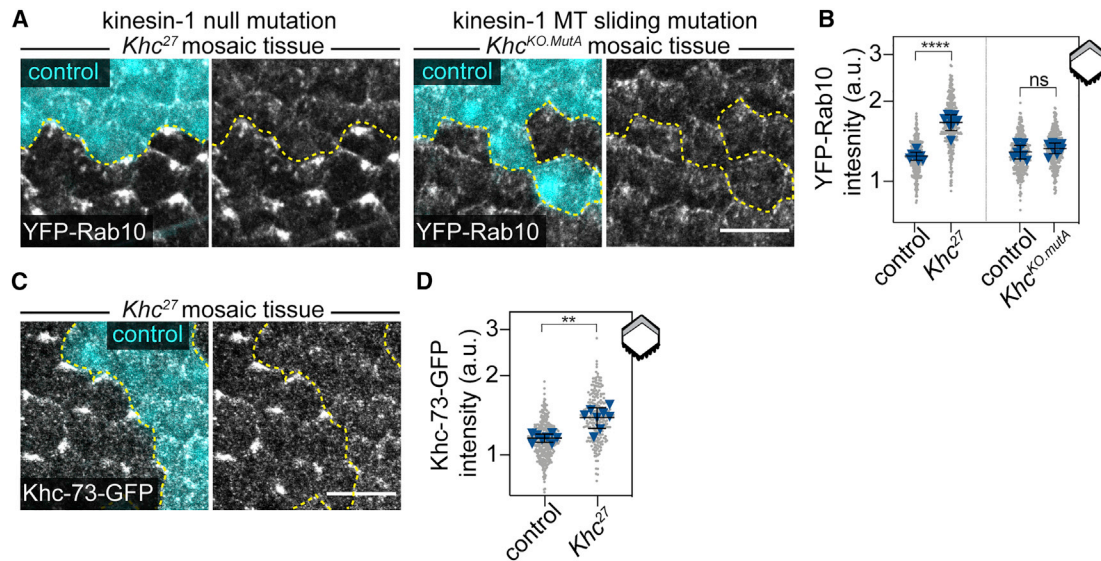 A
kinesin-1 null mutation
Khc27 mosaic tissue
control
YFP-Rab10
kinesin-1 MT sliding mutation
KhcKO.MutA mosaic tissue
control
YFP-Rab10
B
YFP-Rab10
intesnity (a.u.)
3
2
1
****
ns
control
Khc27
control
KhcKO.mutA
C
Khc27 mosaic tissue
control
Khc-73-GFP
D
Khc-73-GFP
intensity (a.u.)
3
2
1
**
control
Khc27